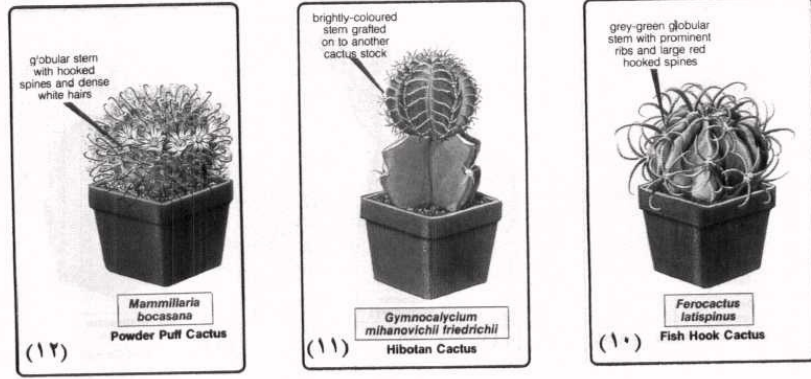 globular stem
with hooked
spines and dense
white hairs
Mammillaria
bocasana
Powder Puff Cactus
(١٢)
brightly-coloured
stem grafted
on to another
cactus stock
Gymnocalycium
mihanovichii friedrichii
Hibotan Cactus
(١١)
grey-green globular
stem with prominent
ribs and large red
hooked spines
Ferocactus
latispinus
Fish Hook Cactus
(١٠)